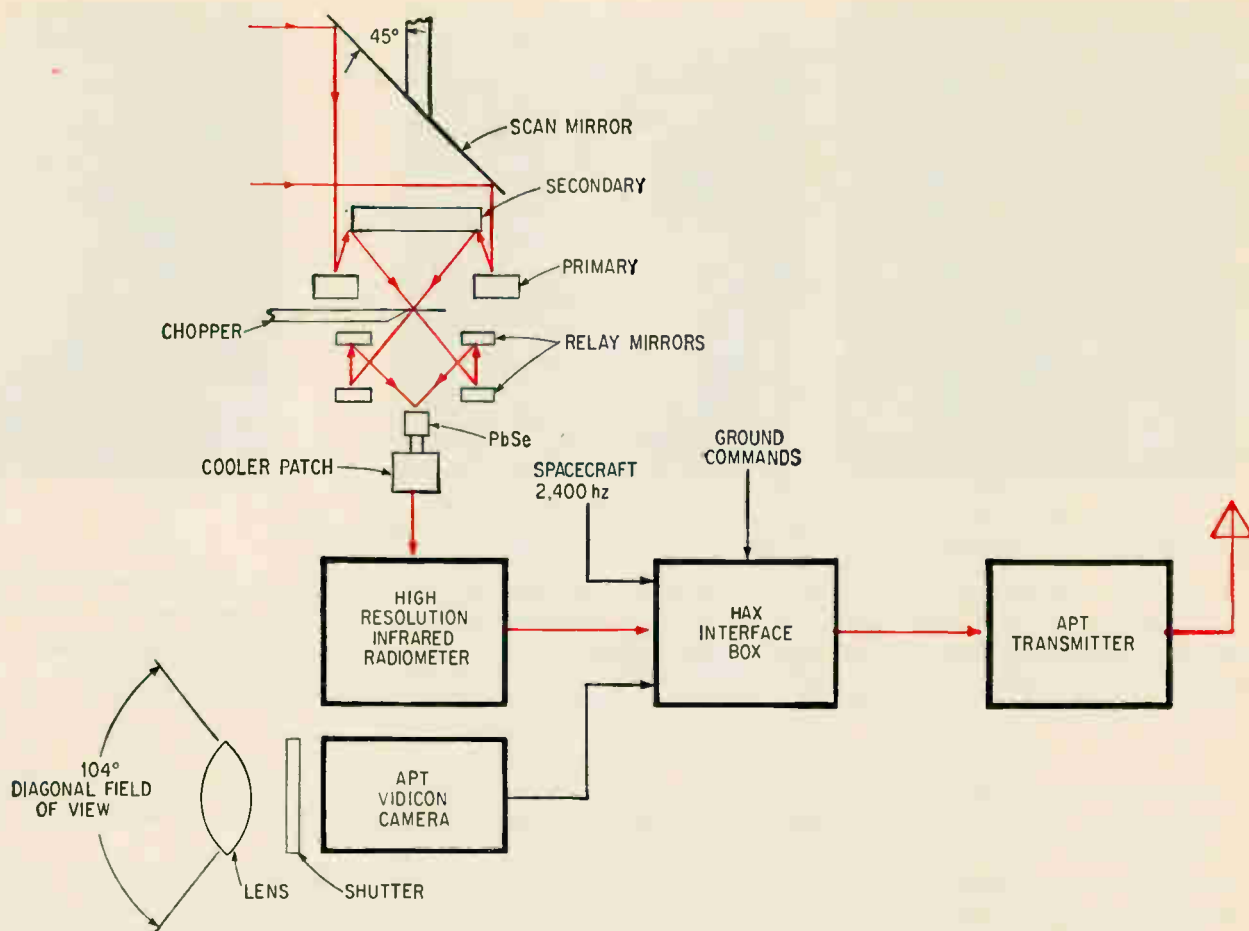 45°
SCAN MIRROR
SECONDARY
PRIMARY
CHOPPER
RELAY MIRRORS
PbSe
COOLER PATCH
SPACECRAFT
2,400 hz
GROUND
COMMANDS
HIGH
RESOLUTION
INFRARED
RADIOMETER
HAX
INTERFACE
BOX
APT
TRANSMITTER
104°
DIAGONAL FIELD
OF VIEW
APT
VIDICON
CAMERA
LENS
SHUTTER